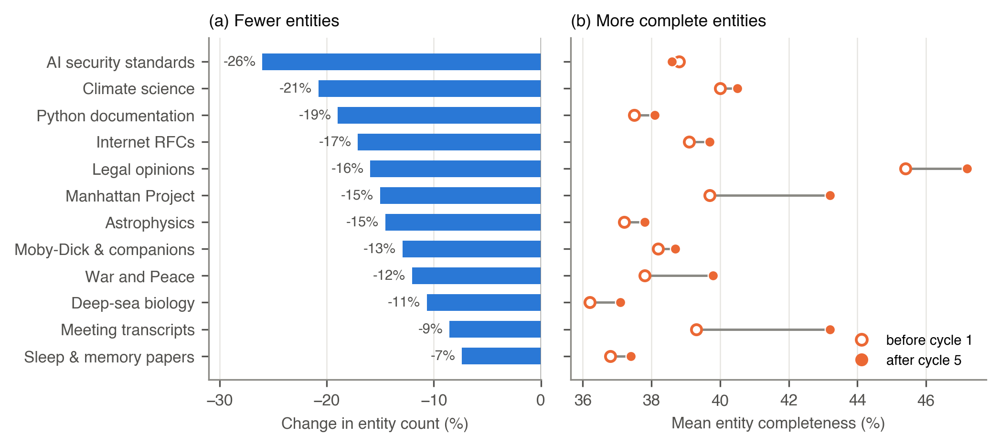 (a) Fewer entities
AI security standards
-26%
Climate science
-21%
Python documentation
-19%
Internet RFCs
-17%
Legal opinions
-16%
Manhattan Project
-15%
Astrophysics
-15%
Moby-Dick & companions
-13%
War and Peace
-12%
Deep-sea biology
-11%
Meeting transcripts
-9%
Sleep & memory papers
-7%
−30 −20 −10 0
Change in entity count (%)
(b) More complete entities
before cycle 1
after cycle 5
36 38 40 42 44 46
Mean entity completeness (%)